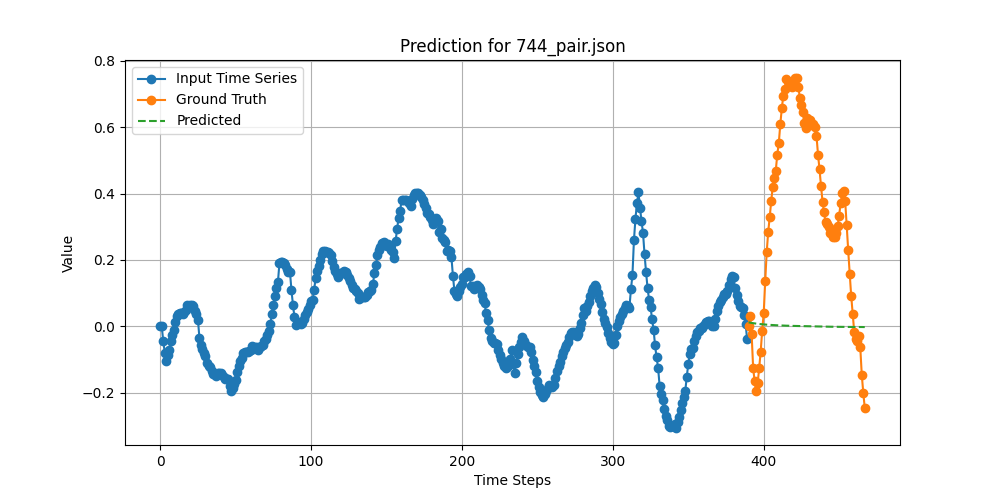 Prediction for 744_pair.json
Input Time Series
Ground Truth
Predicted
Value
0.8
0.6
0.4
0.2
0.0
−0.2
0
100
200
300
400
Time Steps